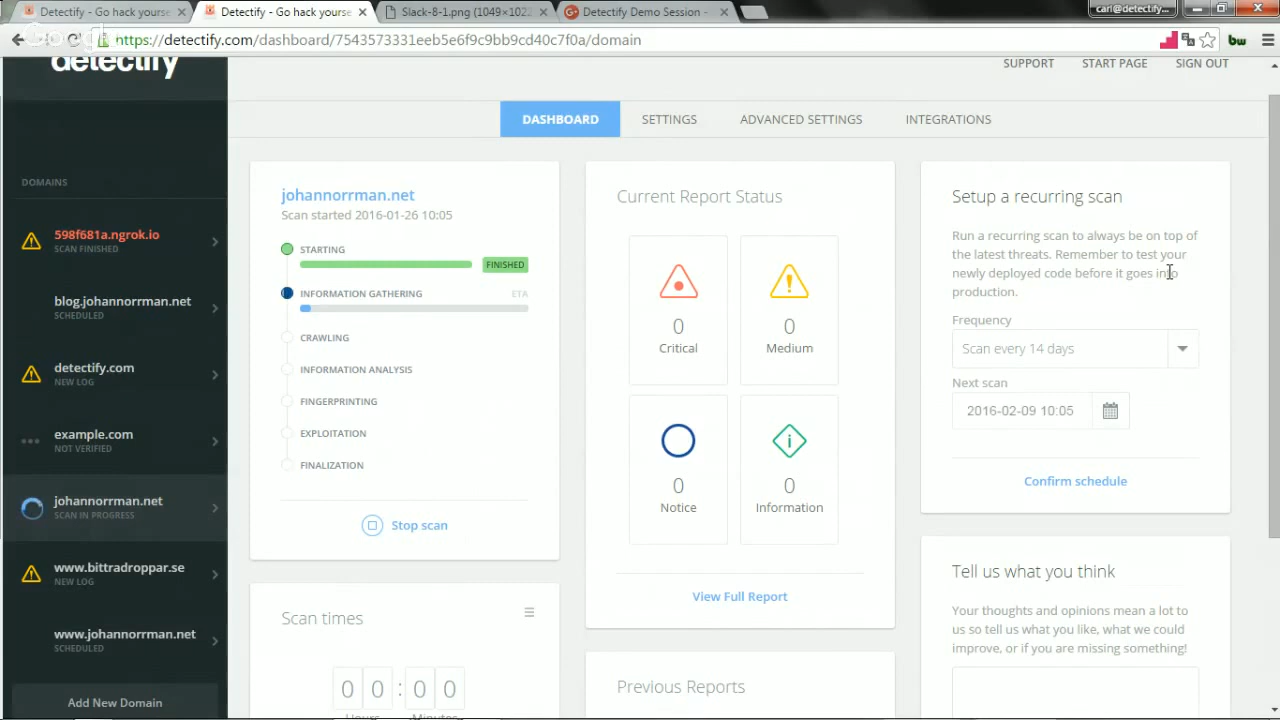 Detectify - Go hack yourse
Detectify - Go hack yourse
Slack-8-1.png (1049×1022
Detectify Demo Session -
carl@detectify...
https://detectify.com/dashboard/7543573331eeb5e6f9c9bb9cd40c7f0a/domain
bw
detectify
SUPPORT
START PAGE
SIGN OUT
DASHBOARD
SETTINGS
ADVANCED SETTINGS
INTEGRATIONS
DOMAINS
598f681a.ngrok.io
SCAN FINISHED
blog.johannorrman.net
SCHEDULED
detectify.com
NEW LOG
example.com
NOT VERIFIED
johannorrman.net
SCAN IN PROGRESS
www.bittradroppar.se
NEW LOG
www.johannorrman.net
SCHEDULED
Add New Domain
johannorrman.net
Scan started 2016-01-26 10:05
STARTING
FINISHED
INFORMATION GATHERING
ETA
CRAWLING
INFORMATION ANALYSIS
FINGERPRINTING
EXPLOITATION
FINALIZATION
Stop scan
Scan times
00:00
Hours
Minutes
Current Report Status
0
Critical
0
Medium
0
Notice
0
Information
View Full Report
Previous Reports
Setup a recurring scan
Run a recurring scan to always be on top of
the latest threats. Remember to test your
newly deployed code before it goes into
production.
Frequency
Scan every 14 days
Next scan
2016-02-09 10:05
Confirm schedule
Tell us what you think
Your thoughts and opinions mean a lot to
us so tell us what you like, what we could
improve, or if you are missing something!